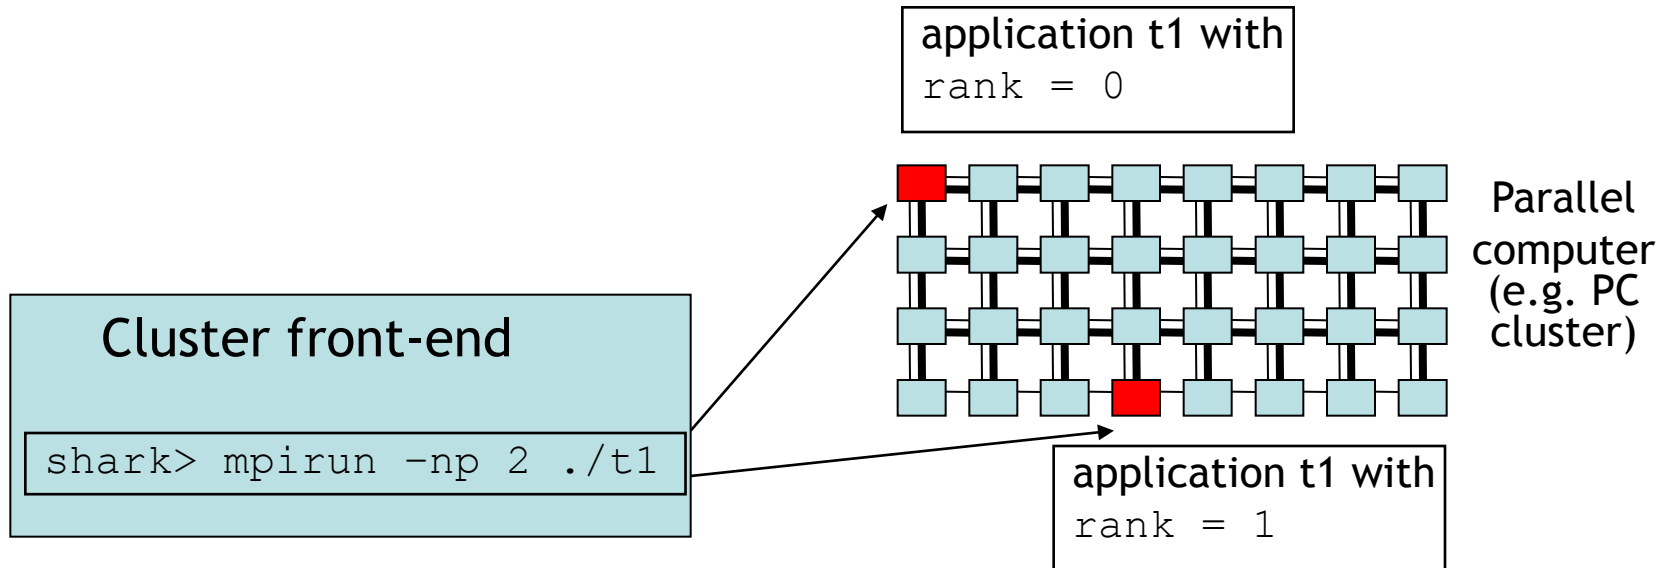 application t1 with
rank = 0
Parallel
computer
(e.g. PC
cluster)
Cluster front-end
shark> mpirun –np 2 ./t1
application t1 with
rank = 1